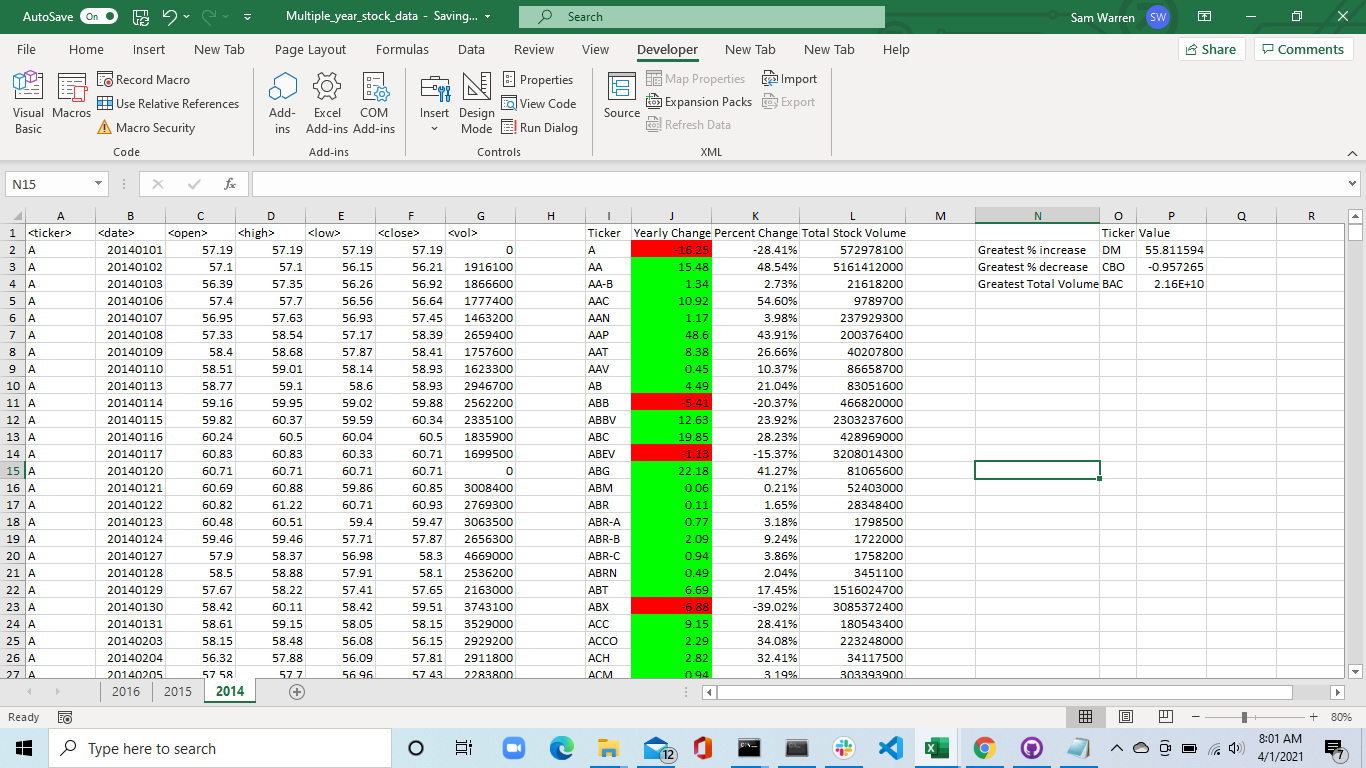 AutoSave On Multiple_year_stock_data - Saving... Search Sam Warren SW
File Home Insert New Tab Page Layout Formulas Data Review View Developer New Tab New Tab Help Share Comments
Visual Basic Macros Record Macro Use Relative References Macro Security Code
Add-ins Excel Add-ins COM Add-ins Add-ins
Insert Design Mode Properties View Code Run Dialog Controls
Source Map Properties Expansion Packs Refresh Data Import Export XML
N15 fx
A B C D E F G H I J K L M N O P Q R
1 <ticker> <date> <open> <high> <low> <close> <vol> Ticker Yearly Change Percent Change Total Stock Volume Ticker Value
2 A 20140101 57.19 57.19 57.19 57.19 0 A -16.25 -28.41% 572978100 Greatest % increase DM 55.811594
3 A 20140102 57.1 57.1 56.15 56.21 1916100 AA 15.48 48.54% 5161412000 Greatest % decrease CBO -0.957265
4 A 20140103 56.39 57.35 56.26 56.92 1866600 AA-B 1.34 2.73% 21618200 Greatest Total Volume BAC 2.16E+10
5 A 20140106 57.4 57.7 56.56 56.64 1777400 AAC 10.92 54.60% 9789700
6 A 20140107 56.95 57.63 56.93 57.45 1463200 AAN 1.17 3.98% 237929300
7 A 20140108 57.33 58.54 57.17 58.39 2659400 AAP 48.6 43.91% 200376400
8 A 20140109 58.4 58.68 57.87 58.41 1757600 AAT 8.38 26.66% 40207800
9 A 20140110 58.51 59.01 58.14 58.93 1623300 AAV 0.45 10.37% 86658700
10 A 20140113 58.77 59.1 58.6 58.93 2946700 AB 4.49 21.04% 83051600
11 A 20140114 59.16 59.95 59.02 59.88 2562200 ABB -5.41 -20.37% 466820000
12 A 20140115 59.82 60.37 59.59 60.34 2335100 ABBV 12.63 23.92% 2303237600
13 A 20140116 60.24 60.5 60.04 60.5 1835900 ABC 19.85 28.23% 428969000
14 A 20140117 60.83 60.83 60.33 60.71 1699500 ABEV -1.13 -15.37% 3208014300
15 A 20140120 60.71 60.71 60.71 60.71 0 ABG 22.18 41.27% 81065600
16 A 20140121 60.69 60.88 59.86 60.85 3008400 ABM 0.06 0.21% 52403000
17 A 20140122 60.82 61.22 60.71 60.93 2769300 ABR 0.11 1.65% 28348400
18 A 20140123 60.48 60.51 59.4 59.47 3063500 ABR-A 0.77 3.18% 1798500
19 A 20140124 59.46 59.46 57.71 57.87 2656300 ABR-B 2.09 9.24% 1722000
20 A 20140127 57.9 58.37 56.98 58.3 4669000 ABR-C 0.94 3.86% 1758200
21 A 20140128 58.5 58.88 57.91 58.1 2536200 ABRN 0.49 2.04% 3451100
22 A 20140129 57.67 58.22 57.41 57.65 2163000 ABT 6.69 17.45% 1516024700
23 A 20140130 58.42 60.11 58.42 59.51 3743100 ABX -6.88 -39.02% 3085372400
24 A 20140131 58.61 59.15 58.05 58.15 3529000 ACC 9.15 28.41% 180543400
25 A 20140203 58.15 58.48 56.08 56.15 2929200 ACCO 2.29 34.08% 223248000
26 A 20140204 56.32 57.88 56.09 57.81 2911800 ACH 2.82 32.41% 34117500
27 A 20140205 57.58 57.7 56.96 57.43 2283800 ACM 0.94 3.19% 303393900
2016 2015 2014
Ready 80%
Type here to search 12 8:01 AM
4/1/2021 7